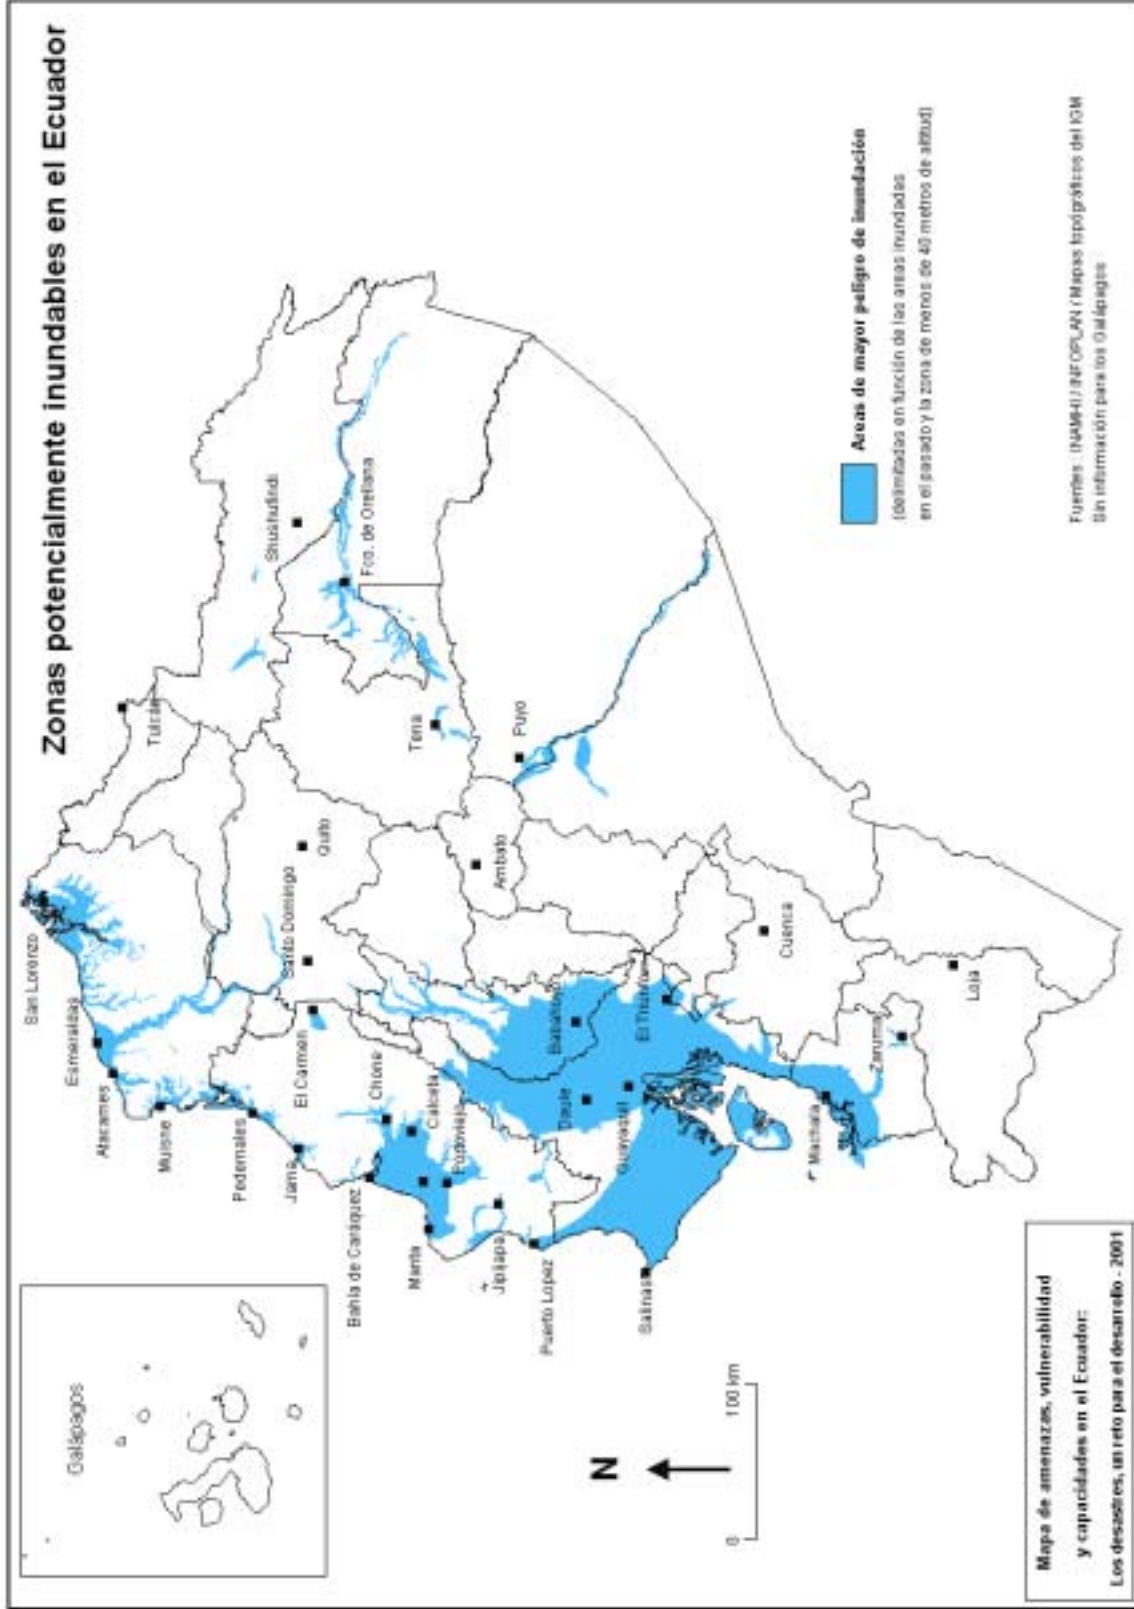 Zonas potencialmente inundables en el Ecuador
Galápagos
San Lorenzo
Esmeraldas
Atacames
Muisne
Pedernales
Jama
Bahía de Caráquez
Manta
Jipijapa
Puerto Lopez
Salinas
El Carmen
Chone
Calceta
Portoviejo
Santo Domingo
Quito
Tulcán
Shushufindi
Fco. de Orellana
Tena
Puyo
Ambato
Babahoyo
Daule
Guayaquil
El Triunfo
Cuenca
Machala
Zaruma
Loja
N
0 100 km
Areas de mayor peligro de inundación
(delimitadas en función de las areas inundadas
en el pasado y la zona de menos de 40 metros de altitud)
Fuentes : INAMHI / INFOPLAN / Mapas topográficos del IGM
Sin información para los Galápagos
Mapa de amenazas, vulnerabilidad
y capacidades en el Ecuador:
Los desastres, un reto para el desarrollo - 2001